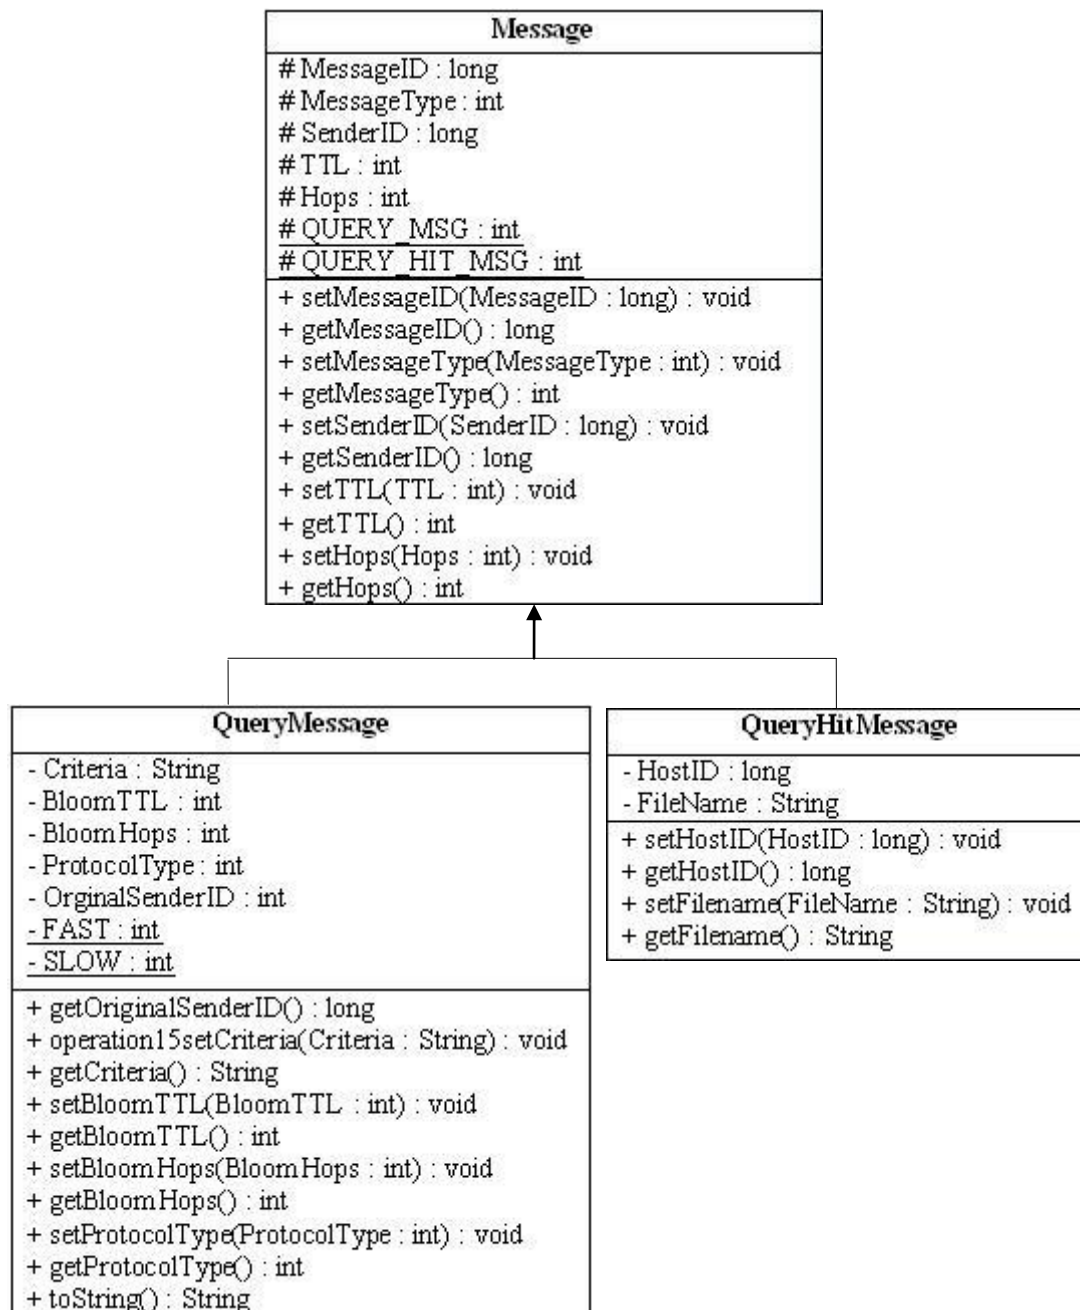 Message
# MessageID : long
# MessageType : int
# SenderID : long
# TTL : int
# Hops : int
# QUERY_MSG : int
# QUERY_HIT_MSG : int
+ setMessageID(MessageID : long) : void
+ getMessageID() : long
+ setMessageType(MessageType : int) : void
+ getMessageType() : int
+ setSenderID(SenderID : long) : void
+ getSenderID() : long
+ setTTL(TTL : int) : void
+ getTTL() : int
+ setHops(Hops : int) : void
+ getHops() : int
QueryMessage
- Criteria : String
- BloomTTL : int
- BloomHops : int
- ProtocolType : int
- OrginalSenderID : int
- FAST : int
- SLOW : int
+ getOriginalSenderID() : long
+ operation15setCriteria(Criteria : String) : void
+ getCriteria() : String
+ setBloomTTL(BloomTTL : int) : void
+ getBloomTTL() : int
+ setBloomHops(BloomHops : int) : void
+ getBloomHops() : int
+ setProtocolType(ProtocolType : int) : void
+ getProtocolType() : int
+ toString() : String
QueryHitMessage
- HostID : long
- FileName : String
+ setHostID(HostID : long) : void
+ getHostID() : long
+ setFilename(FileName : String) : void
+ getFilename() : String